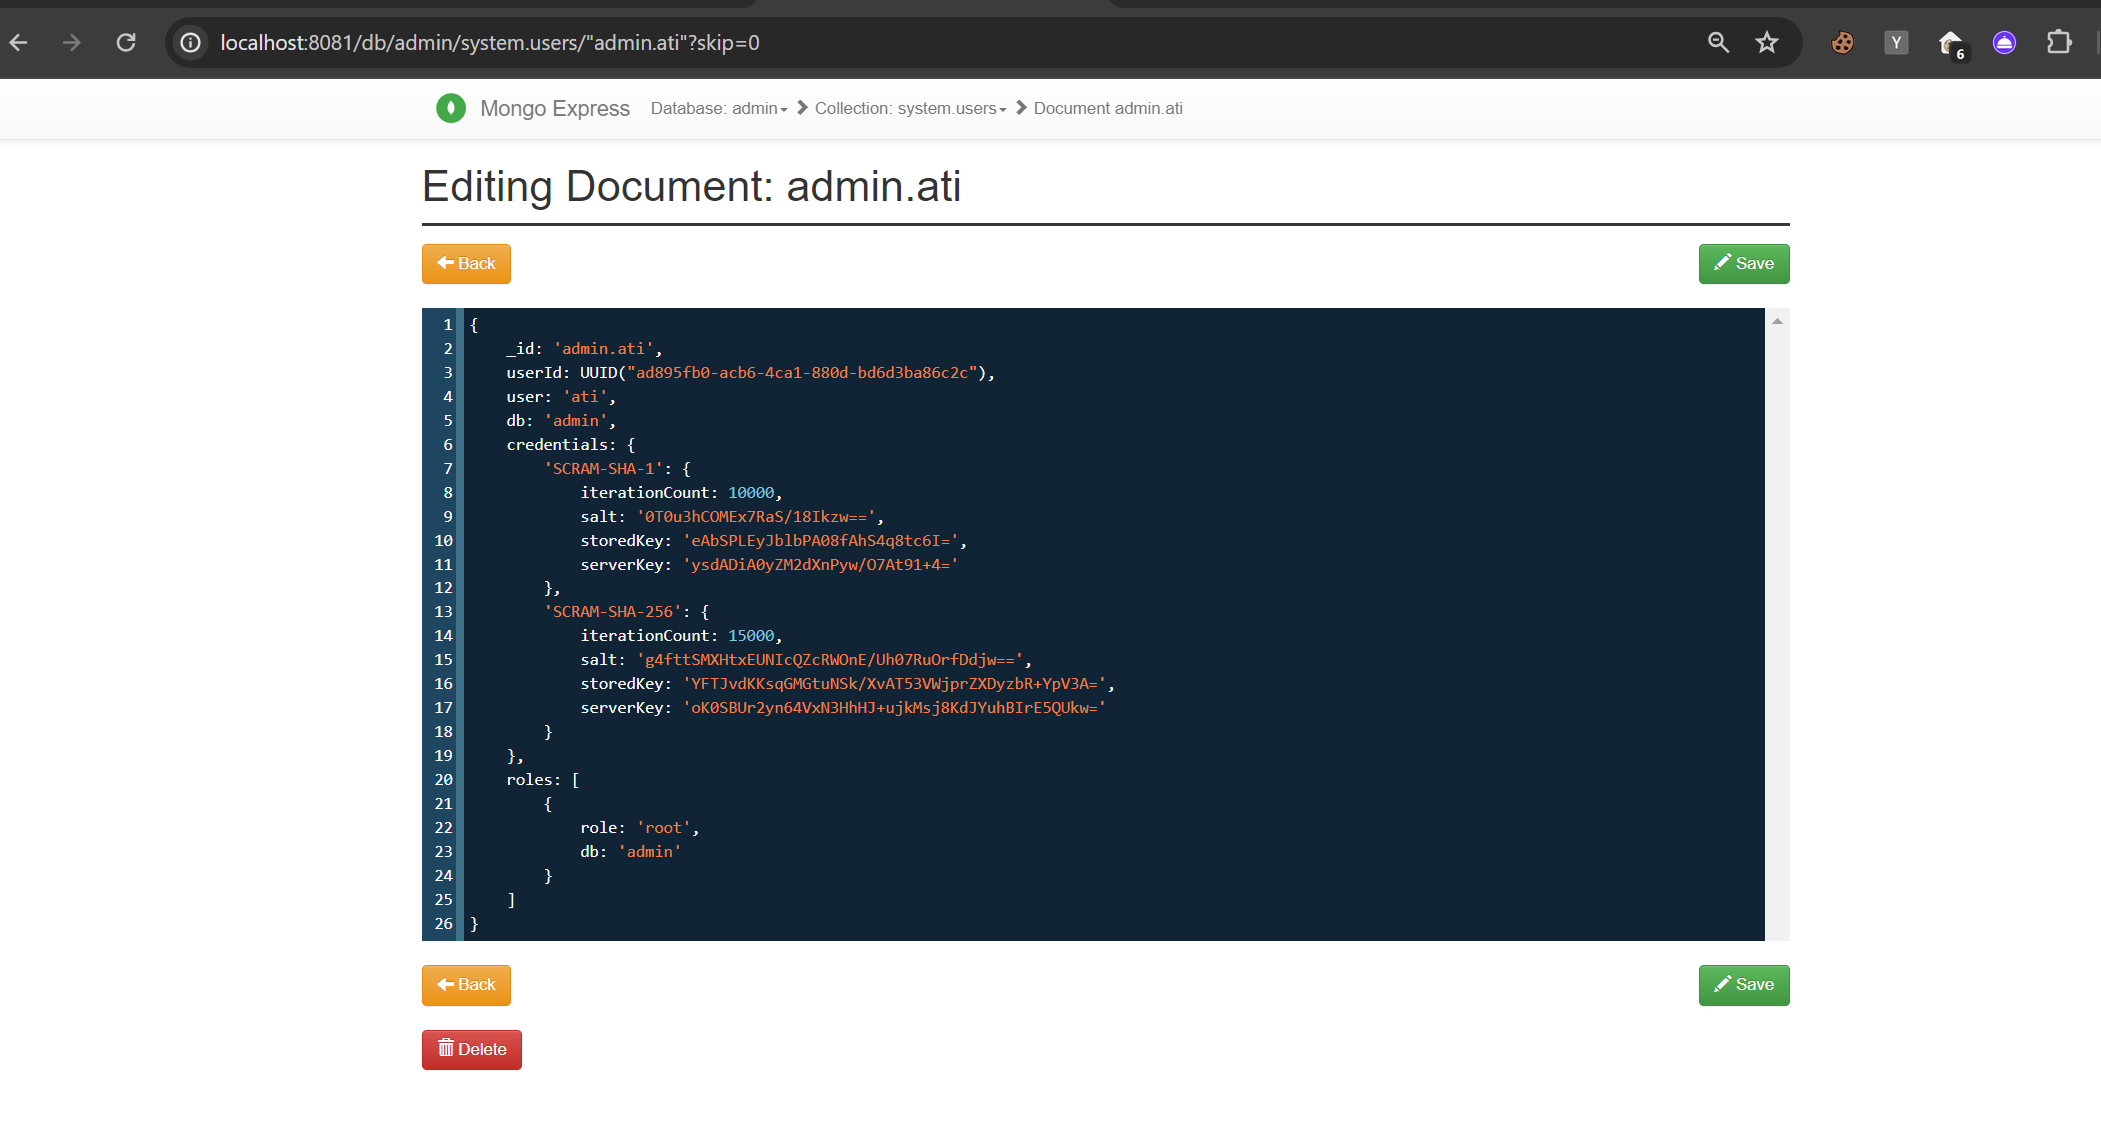 localhost:8081/db/admin/system.users/"admin.ati"?skip=0
Y
6
Mongo Express Database: admin Collection: system.users Document admin.ati
Editing Document: admin.ati
Back
Save
1 {
2 _id: 'admin.ati',
3 userId: UUID("ad895fb0-acb6-4ca1-880d-bd6d3ba86c2c"),
4 user: 'ati',
5 db: 'admin',
6 credentials: {
7 'SCRAM-SHA-1': {
8 iterationCount: 10000,
9 salt: '0T0u3hCOMEx7RaS/18Ikzw==',
10 storedKey: 'eAbSPLEyJblbPA08fAhS4q8tc6I=',
11 serverKey: 'ysdADiA0yZM2dXnPyw/O7At91+4='
12 },
13 'SCRAM-SHA-256': {
14 iterationCount: 15000,
15 salt: 'g4fttSMXHtxEUNIcQZcRWOnE/Uh07RuOrfDdjw==',
16 storedKey: 'YFTJvdKKsqGMGtuNSk/XvAT53VWjprZXDyzbR+YpV3A=',
17 serverKey: 'oK0SBUr2yn64VxN3HhHJ+ujkMsj8KdJYuhBIrE5QUkw='
18 }
19 },
20 roles: [
21 {
22 role: 'root',
23 db: 'admin'
24 }
25 ]
26 }
Back
Save
Delete